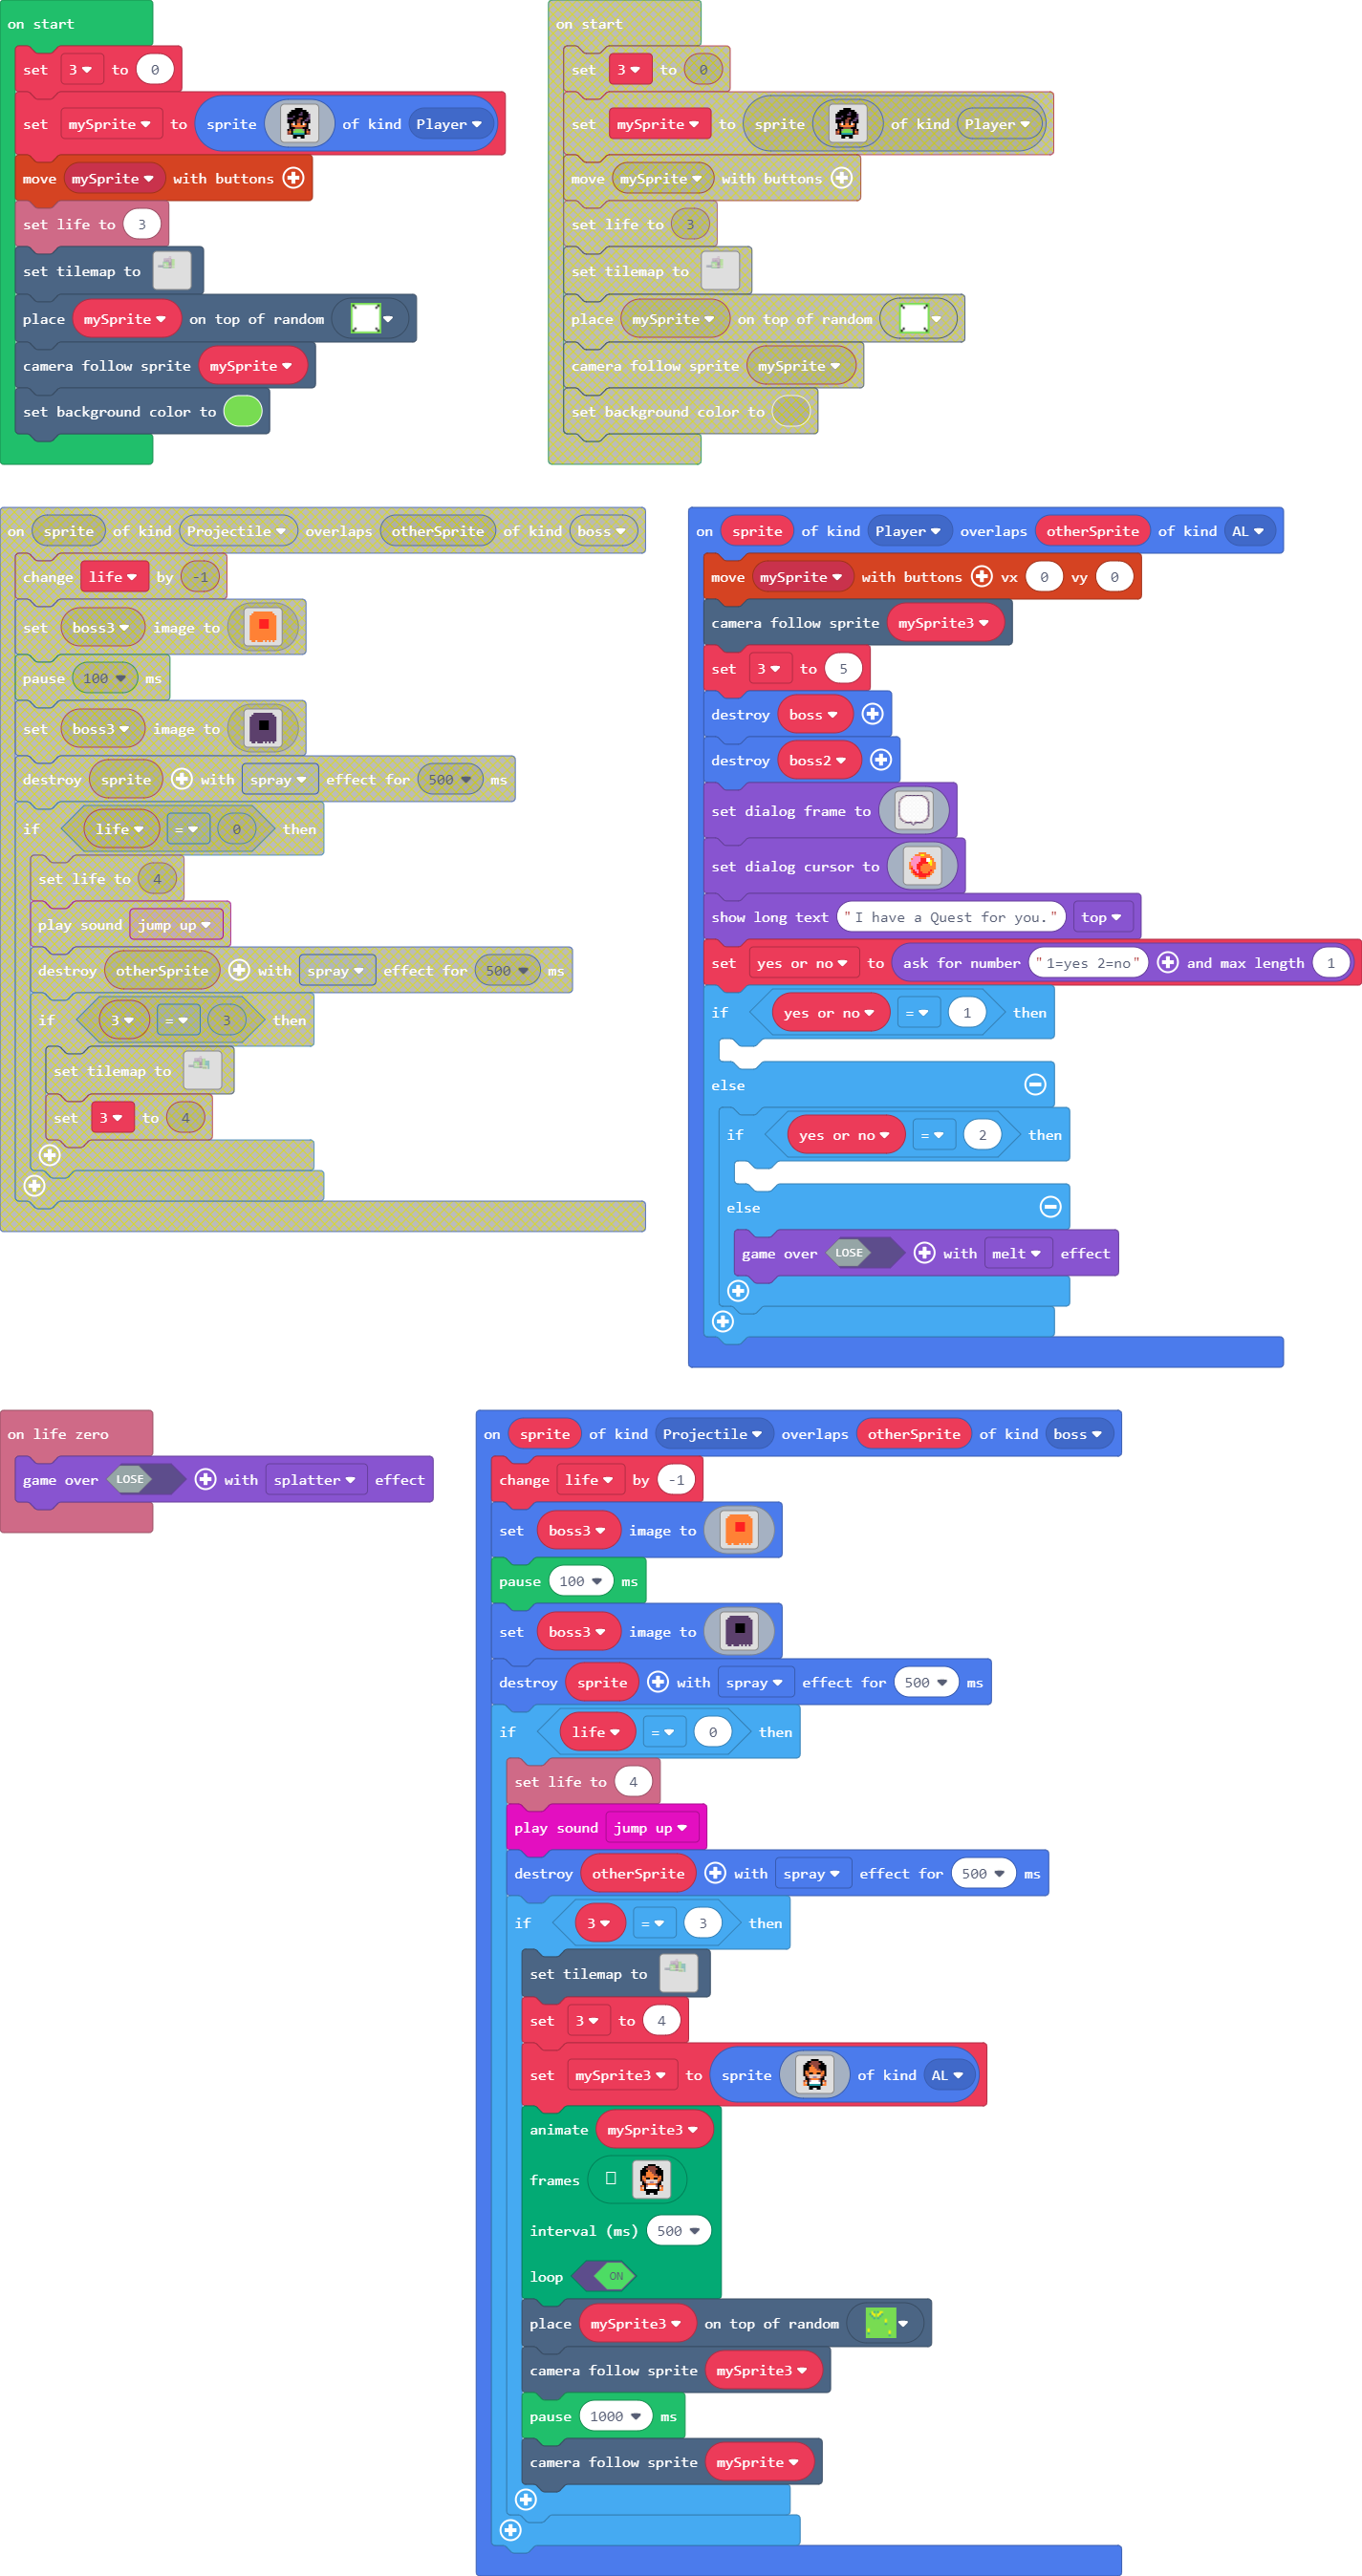 on start
set 3 to 0
set mySprite to sprite of kind Player
move mySprite with buttons
set life to 3
set tilemap to
place mySprite on top of random
camera follow sprite mySprite
set background color to
on start
set 3 to 0
set mySprite to sprite of kind Player
move mySprite with buttons
set life to 3
set tilemap to
place mySprite on top of random
camera follow sprite mySprite
set background color to
on sprite of kind Projectile overlaps otherSprite of kind boss
change life by -1
set boss3 image to
pause 100 ms
set boss3 image to
destroy sprite with spray effect for 500 ms
if life = 0 then
set life to 4
play sound jump up
destroy otherSprite with spray effect for 500 ms
if 3 = 3 then
set tilemap to
set 3 to 4
on sprite of kind Player overlaps otherSprite of kind AL
move mySprite with buttons vx 0 vy 0
camera follow sprite mySprite3
set 3 to 5
destroy boss
destroy boss2
set dialog frame to
set dialog cursor to
show long text "I have a Quest for you." top
set yes or no to ask for number "1=yes 2=no" and max length 1
if yes or no = 1 then
else
if yes or no = 2 then
else
game over LOSE with melt effect
on life zero
game over LOSE with splatter effect
on sprite of kind Projectile overlaps otherSprite of kind boss
change life by -1
set boss3 image to
pause 100 ms
set boss3 image to
destroy sprite with spray effect for 500 ms
if life = 0 then
set life to 4
play sound jump up
destroy otherSprite with spray effect for 500 ms
if 3 = 3 then
set tilemap to
set 3 to 4
set mySprite3 to sprite of kind AL
animate mySprite3
frames
interval (ms) 500
loop ON
place mySprite3 on top of random
camera follow sprite mySprite3
pause 1000 ms
camera follow sprite mySprite